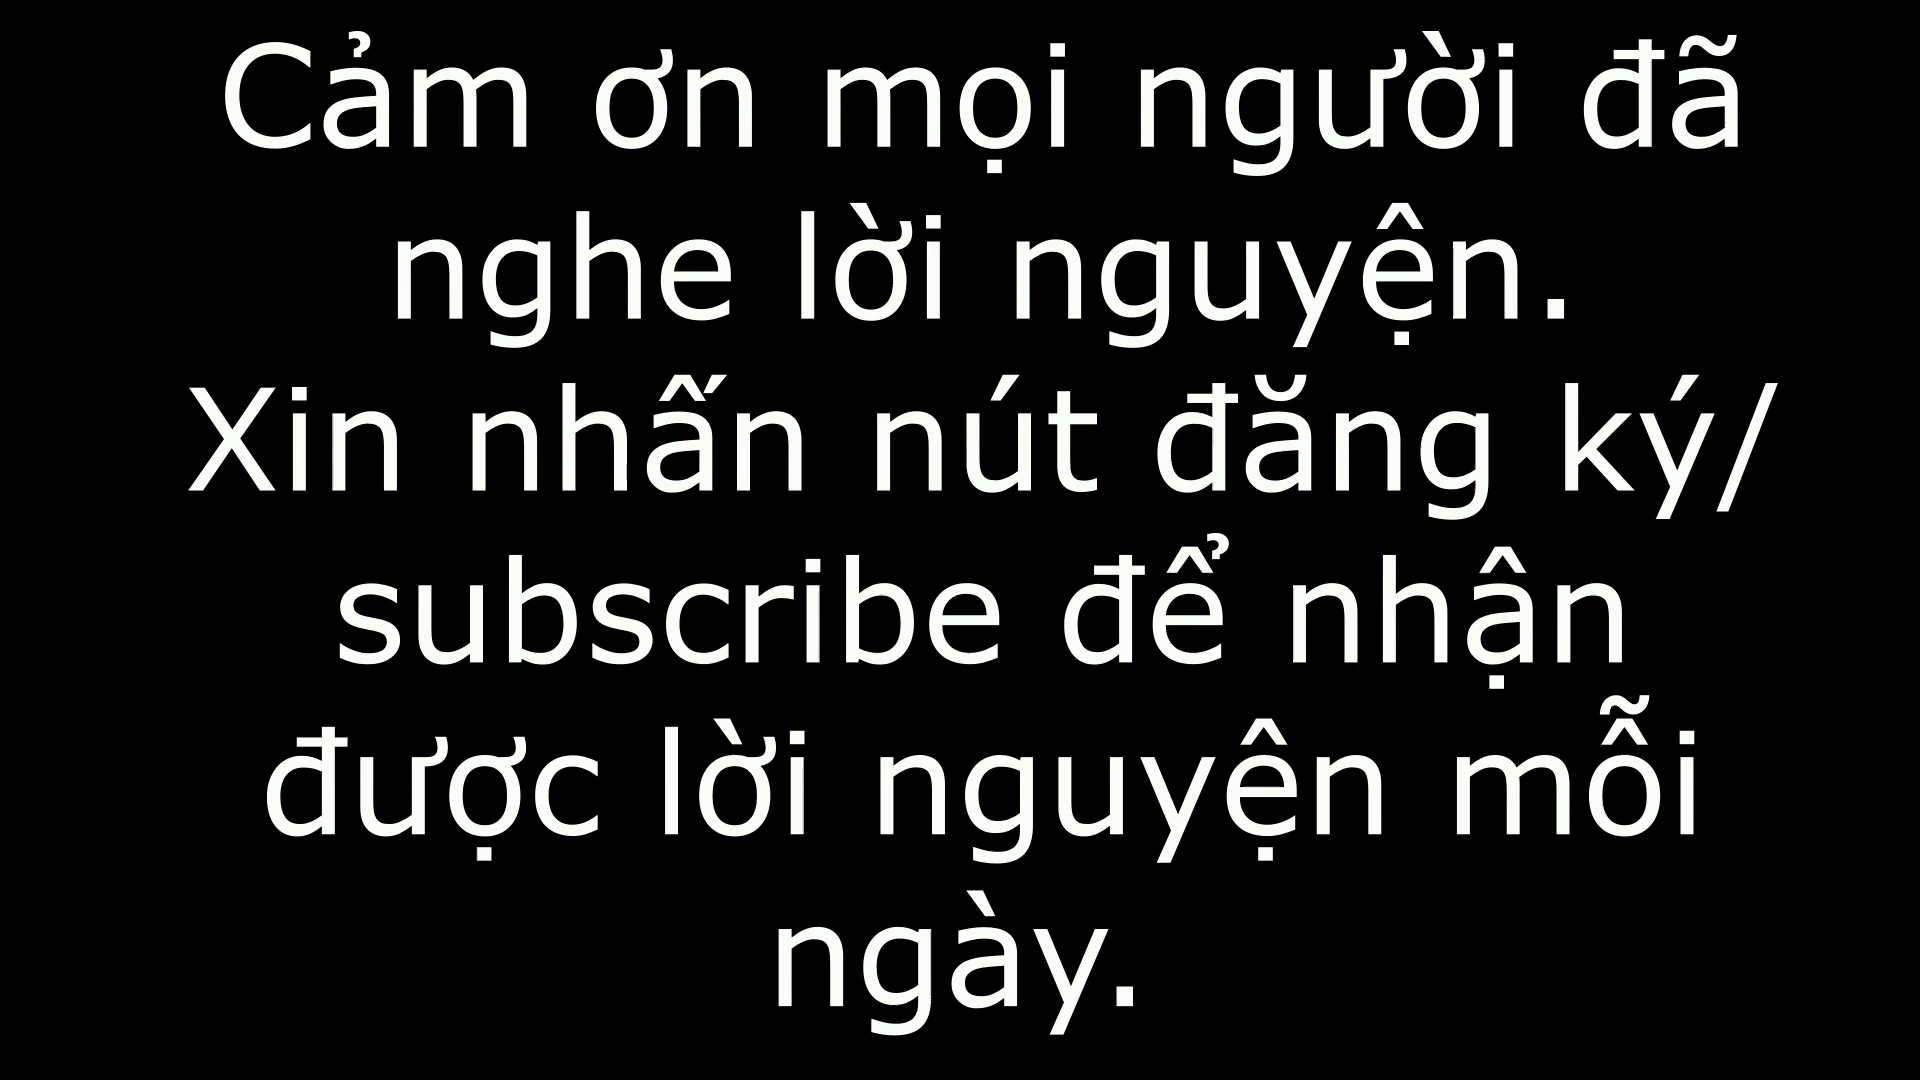 Cảm ơn mọi người đã
nghe lời nguyện.
Xin nhấn nút đăng ký/
subscribe để nhận
được lời nguyện mỗi
ngày.